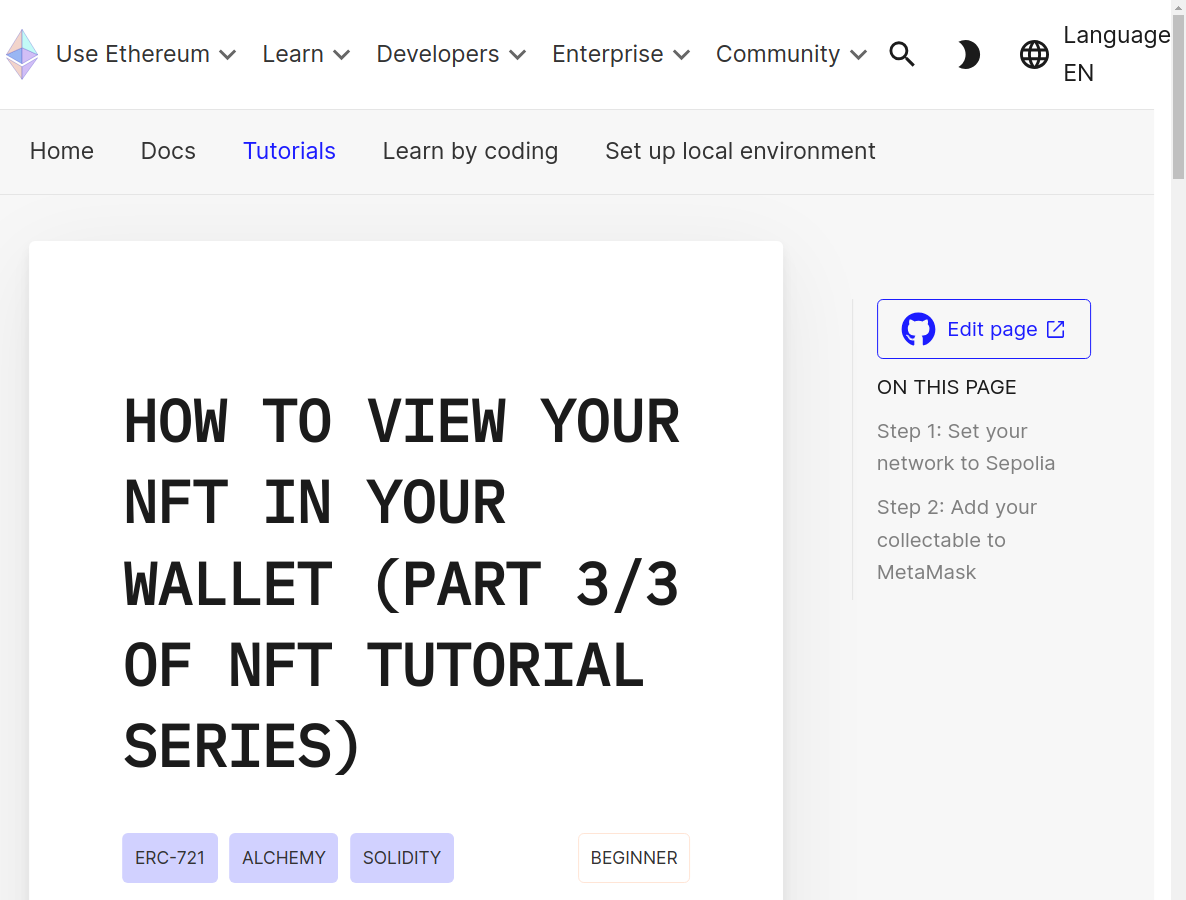 Use Ethereum Learn Developers Enterprise Community
Language
EN
Home Docs Tutorials Learn by coding Set up local environment
HOW TO VIEW YOUR
NFT IN YOUR
WALLET (PART 3/3
OF NFT TUTORIAL
SERIES)
ERC-721 ALCHEMY SOLIDITY BEGINNER
Edit page
ON THIS PAGE
Step 1: Set your
network to Sepolia
Step 2: Add your
collectable to
MetaMask